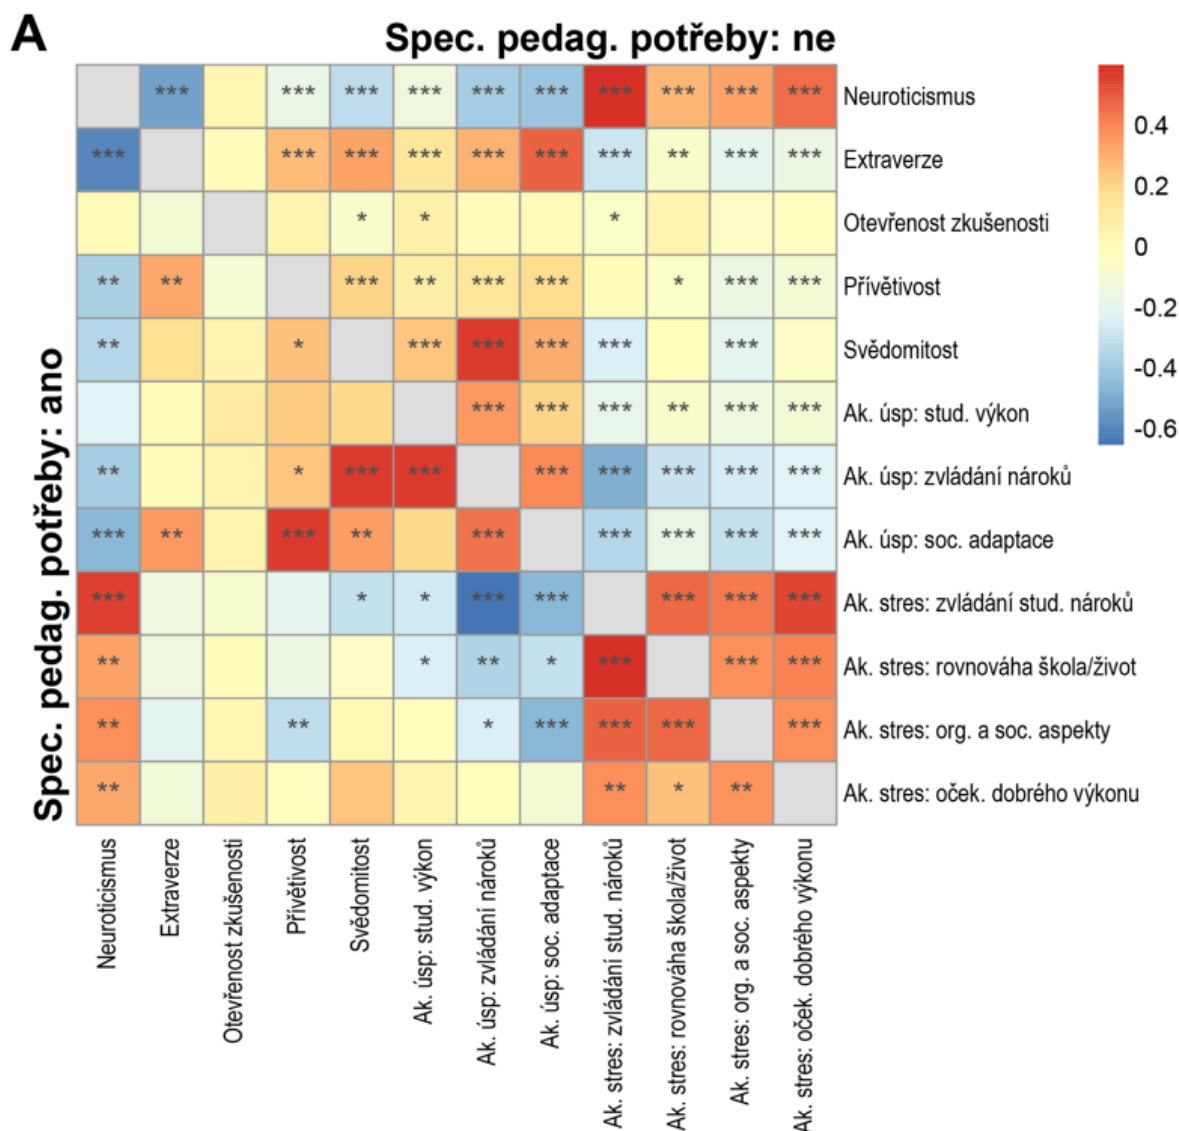 A
Spec. pedag. potřeby: ne
Spec. pedag. potřeby: ano
*** *** *** *** *** *** *** *** *** ***
Neuroticismus
*** *** *** *** *** *** *** ** *** ***
Extraverze
* * *
Otevřenost zkušenosti
** ** *** ** *** *** * *** ***
Přívětivost
** * *** *** *** *** ***
Svědomitost
*** *** *** ** *** ***
Ak. úsp: stud. výkon
** * *** *** *** *** *** *** ***
Ak. úsp: zvládání nároků
*** ** *** ** *** *** *** *** ***
Ak. úsp: soc. adaptace
*** * * *** *** *** *** ***
Ak. stres: zvládání stud. nároků
** * ** * *** *** ***
Ak. stres: rovnováha škola/život
** ** * *** *** *** ***
Ak. stres: org. a soc. aspekty
** ** * **
Ak. stres: oček. dobrého výkonu
0.4
0.2
0
-0.2
-0.4
-0.6
Neuroticismus
Extraverze
Otevřenost zkušenosti
Přívětivost
Svědomitost
Ak. úsp: stud. výkon
Ak. úsp: zvládání nároků
Ak. úsp: soc. adaptace
Ak. stres: zvládání stud. nároků
Ak. stres: rovnováha škola/život
Ak. stres: org. a soc. aspekty
Ak. stres: oček. dobrého výkonu